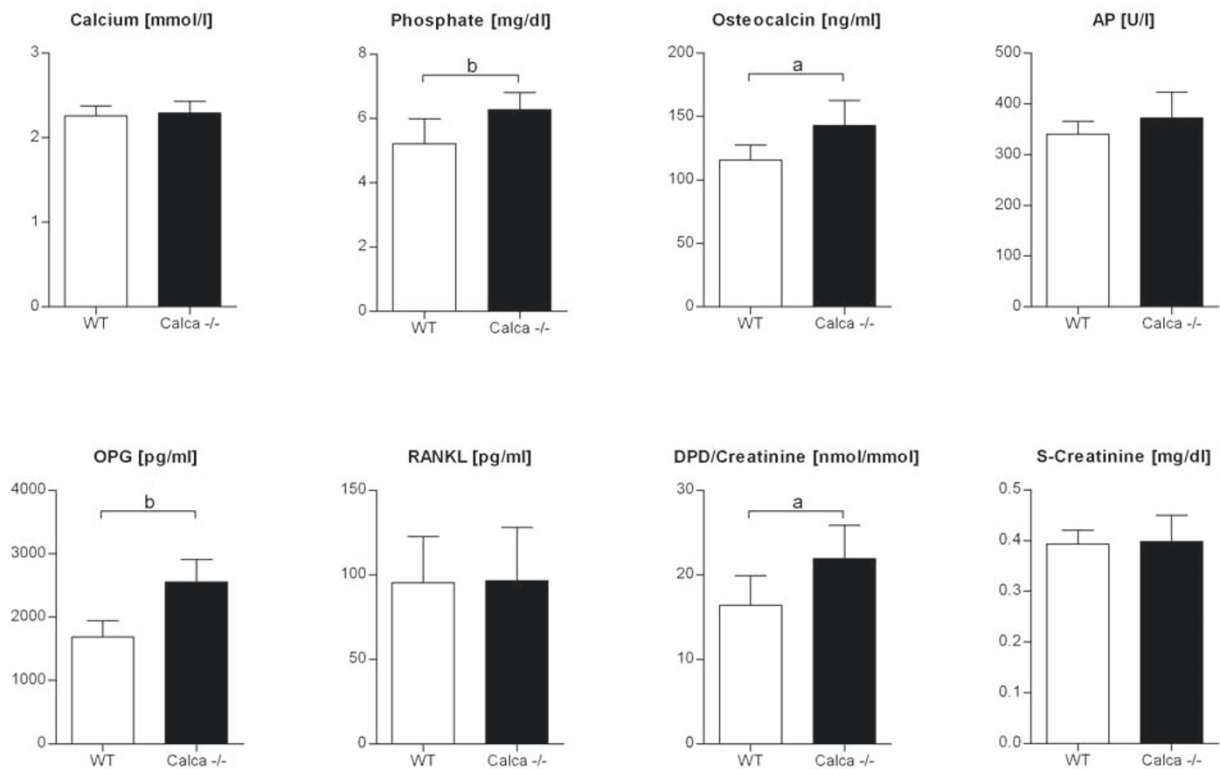 Calcium [mmol/l]
3
2
1
0
WT
Calca -/-
Phosphate [mg/dl]
8
6
4
2
0
b
WT
Calca -/-
Osteocalcin [ng/ml]
200
150
100
50
0
a
WT
Calca -/-
AP [U/l]
500
400
300
200
100
0
WT
Calca -/-
OPG [pg/ml]
4000
3000
2000
1000
0
b
WT
Calca -/-
RANKL [pg/ml]
150
100
50
0
WT
Calca -/-
DPD/Creatinine [nmol/mmol]
30
20
10
0
a
WT
Calca -/-
S-Creatinine [mg/dl]
0.5
0.4
0.3
0.2
0.1
0.0
WT
Calca -/-